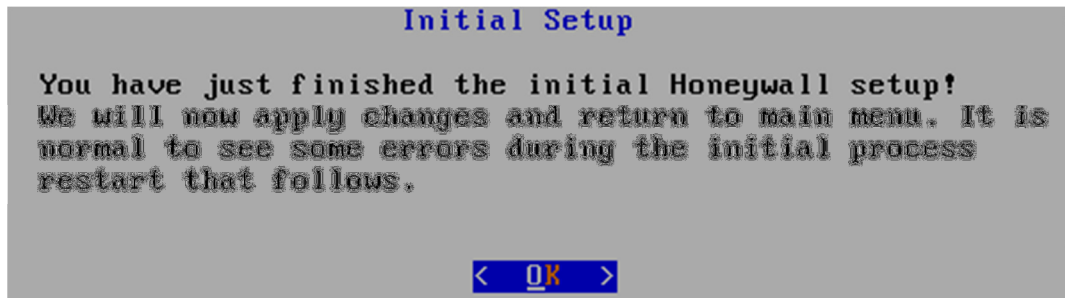 Initial Setup
You have just finished the initial Honeywall setup!
We will now apply changes and return to main menu. It is
normal to see some errors during the initial process
restart that follows.
< OK >